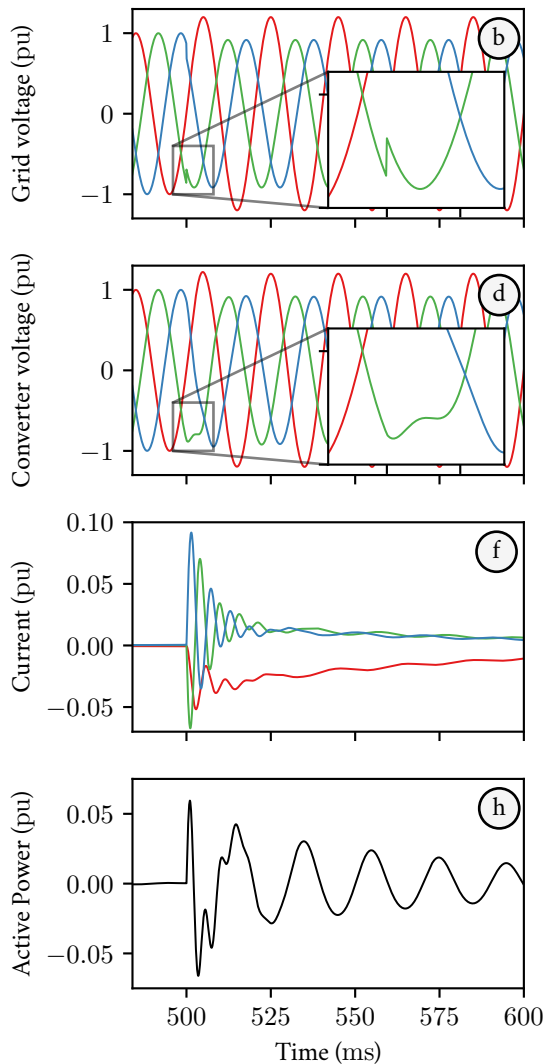 Grid voltage (pu)
1
0
−1
b
Converter voltage (pu)
1
0
−1
d
Current (pu)
0.10
0.05
0.00
−0.05
f
Active Power (pu)
0.05
0.00
−0.05
h
500 525 550 575 600
Time (ms)